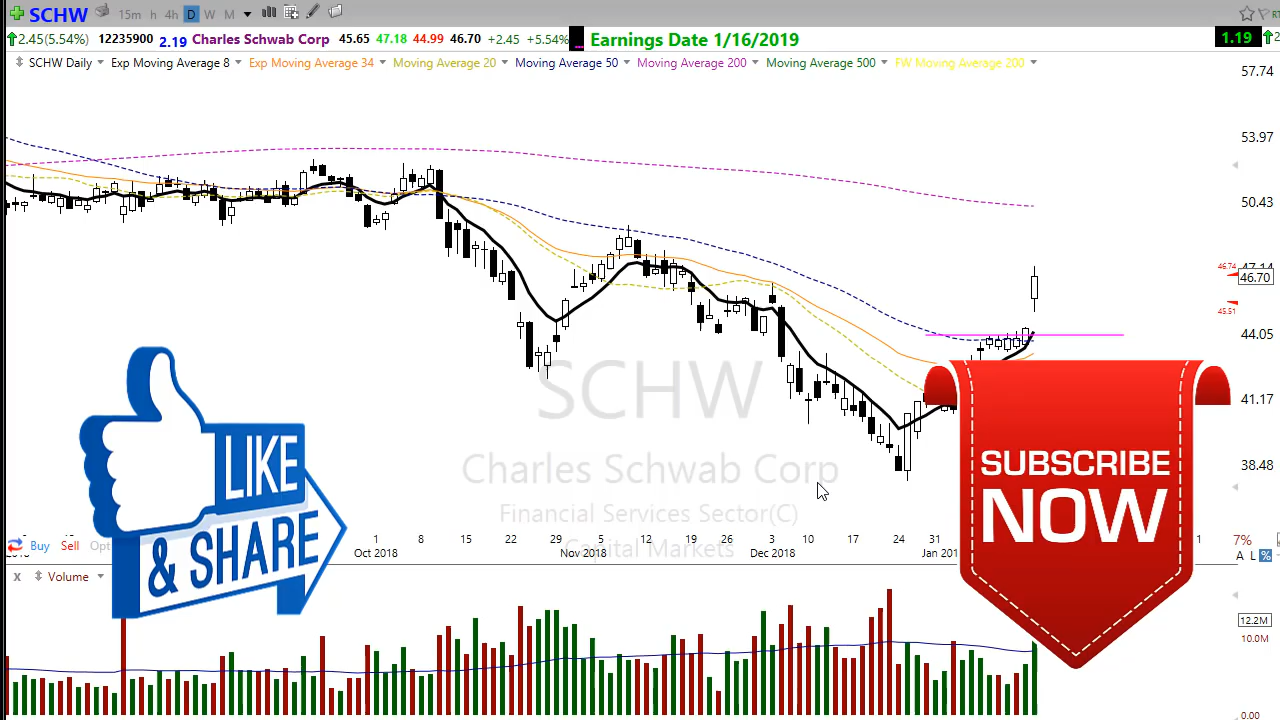 SCHW 15m h 4h D W M
2.45(5.54%) 12235900 2.19 Charles Schwab Corp 45.65 47.18 44.99 46.70 +2.45 +5.54% Earnings Date 1/16/2019 1.19
SCHW Daily Exp Moving Average 8 Exp Moving Average 34 Moving Average 20 Moving Average 50 Moving Average 200 Moving Average 500 FW Moving Average 200
57.74
53.97
50.43
46.74
46.70
45.51
44.05
41.17
38.48
SCHW
Charles Schwab Corp
Financial Services Sector(C)
Capital Markets
LIKE
& SHARE
SUBSCRIBE
NOW
1 8 15 22 29 5 12 19 26 3 10 17 24 31 1
Oct 2018 Nov 2018 Dec 2018
Buy Sell
7%
A L %
x Volume
12.2M
10.0M
0.00